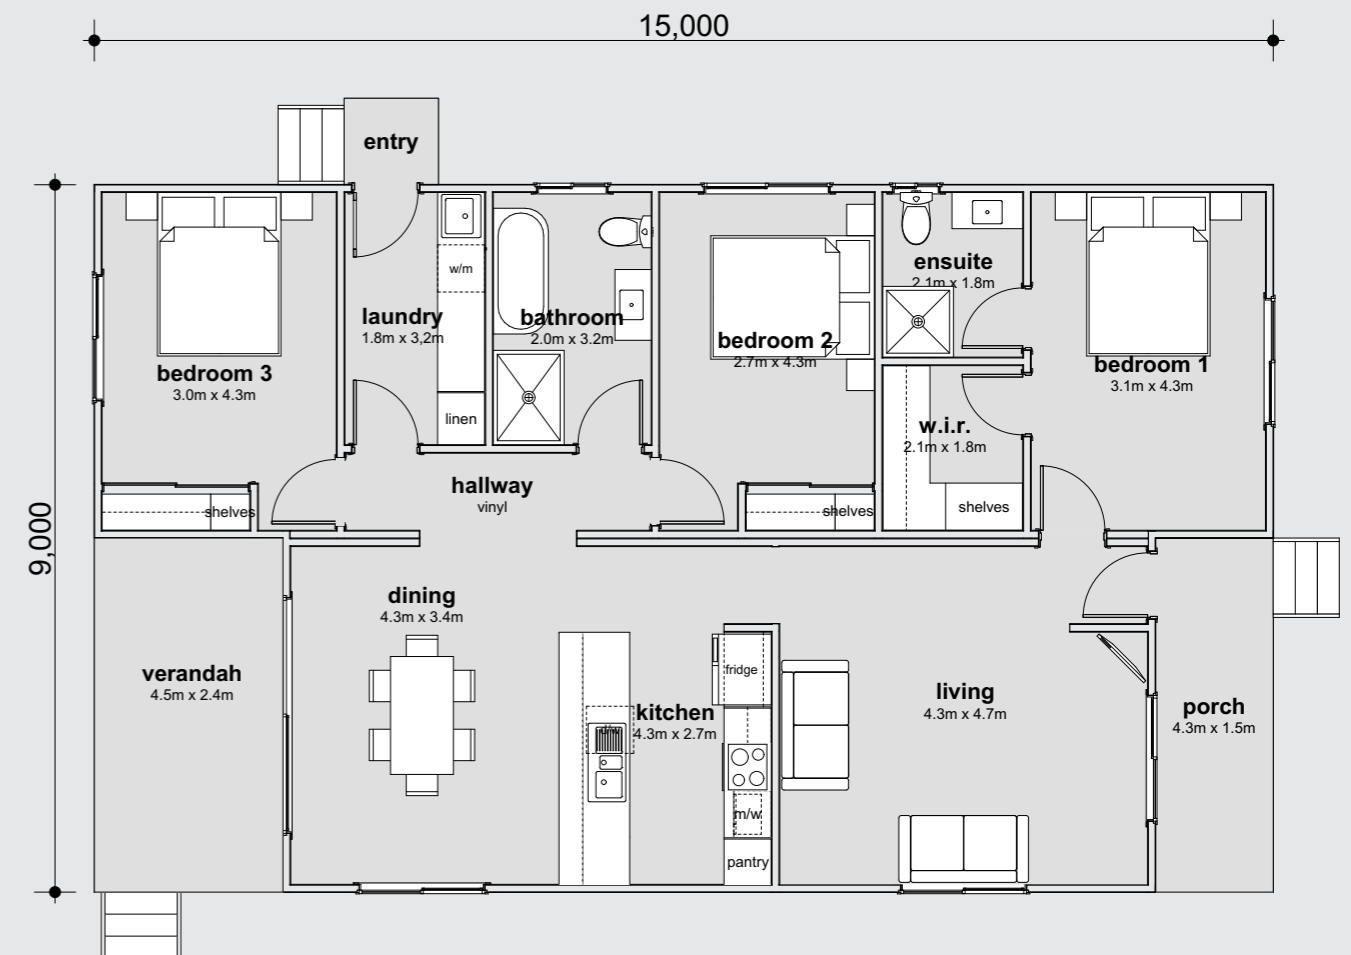 15,000
entry
w/m
ensuite
2.1m x 1.8m
laundry
1.8m x 3,2m
bathroom
2.0m x 3.2m
bedroom 2
2.7m x 4.3m
bedroom 3
3.0m x 4.3m
bedroom 1
3.1m x 4.3m
linen
w.i.r.
2.1m x 1.8m
hallway
vinyl
shelves
shelves
shelves
9,000
dining
4.3m x 3.4m
verandah
4.5m x 2.4m
fridge
kitchen
4.3m x 2.7m
d/w
living
4.3m x 4.7m
porch
4.3m x 1.5m
m/w
pantry